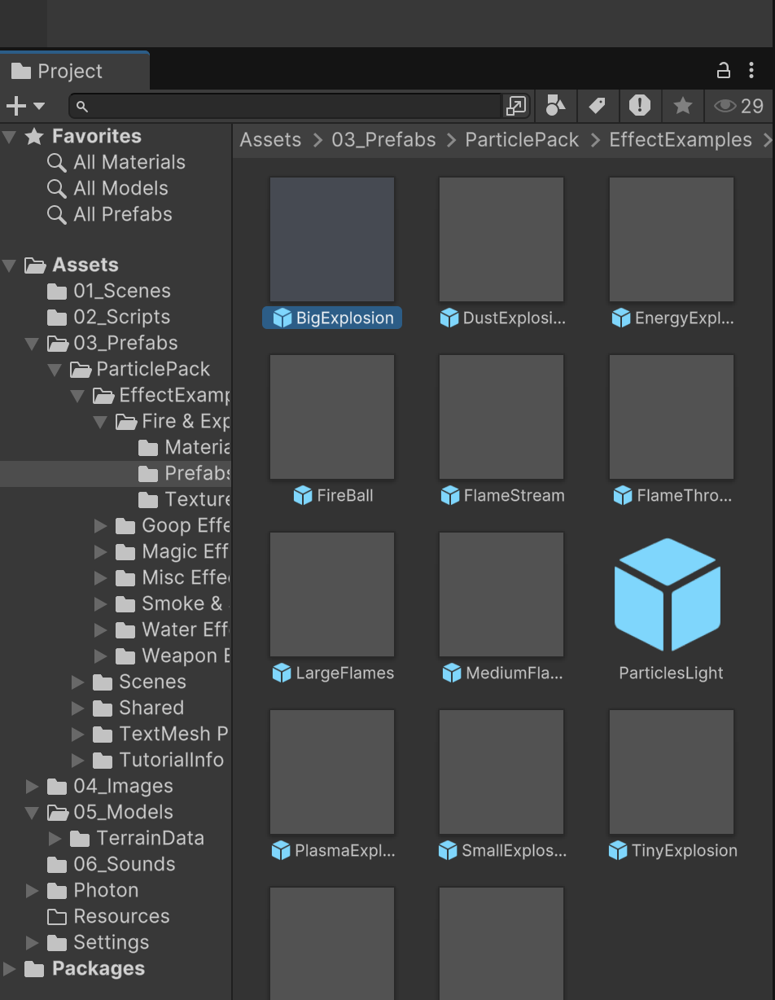 Project
29
Favorites
All Materials
All Models
All Prefabs
Assets
01_Scenes
02_Scripts
03_Prefabs
ParticlePack
EffectExamp
Fire & Exp
Materia
Prefabs
Texture
Goop Effe
Magic Eff
Misc Effe
Smoke &
Water Eff
Weapon E
Scenes
Shared
TextMesh P
TutorialInfo
04_Images
05_Models
TerrainData
06_Sounds
Photon
Resources
Settings
Packages
Assets > 03_Prefabs > ParticlePack > EffectExamples >
BigExplosion
DustExplosi...
EnergyExpl...
FireBall
FlameStream
FlameThro...
LargeFlames
MediumFla...
ParticlesLight
PlasmaExpl...
SmallExplos...
TinyExplosion